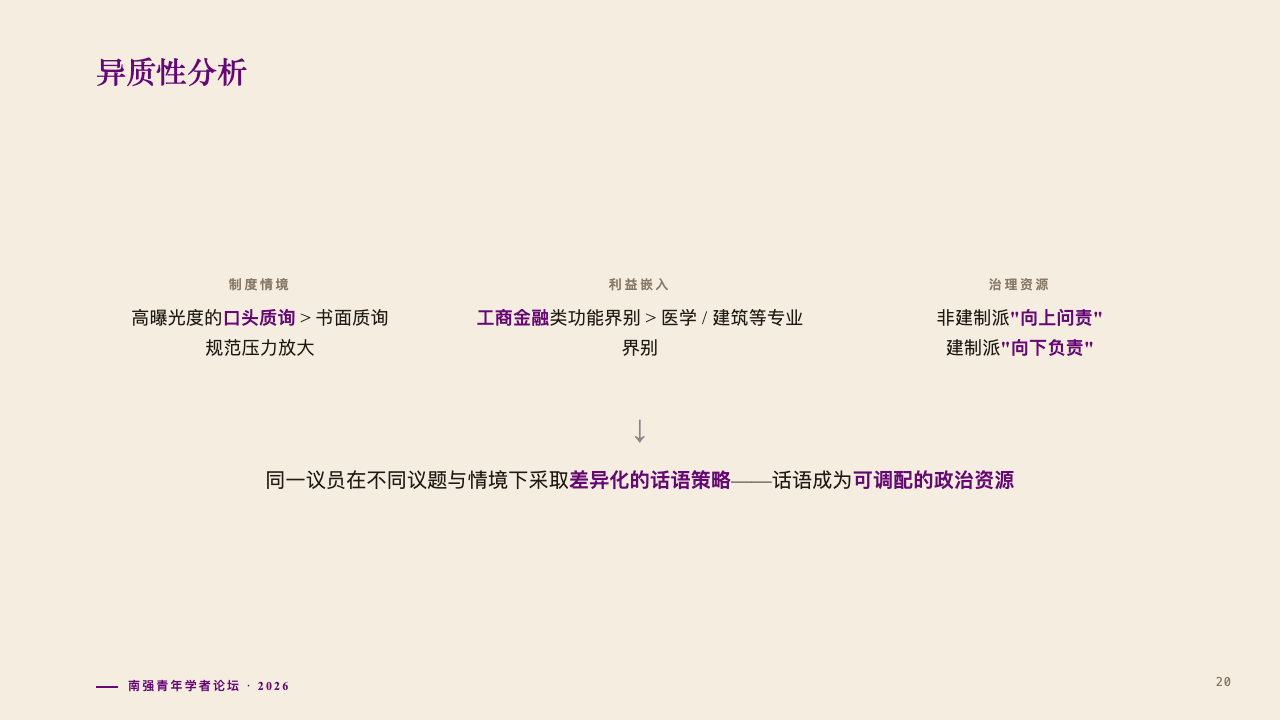 异质性分析
制度情境
高曝光度的口头质询 > 书面质询
规范压力放大
利益嵌入
工商金融类功能界别 > 医学 / 建筑等专业
界别
治理资源
非建制派"向上问责"
建制派"向下负责"
↓
同一议员在不同议题与情境下采取差异化的话语策略——话语成为可调配的政治资源
南强青年学者论坛 · 2026
20